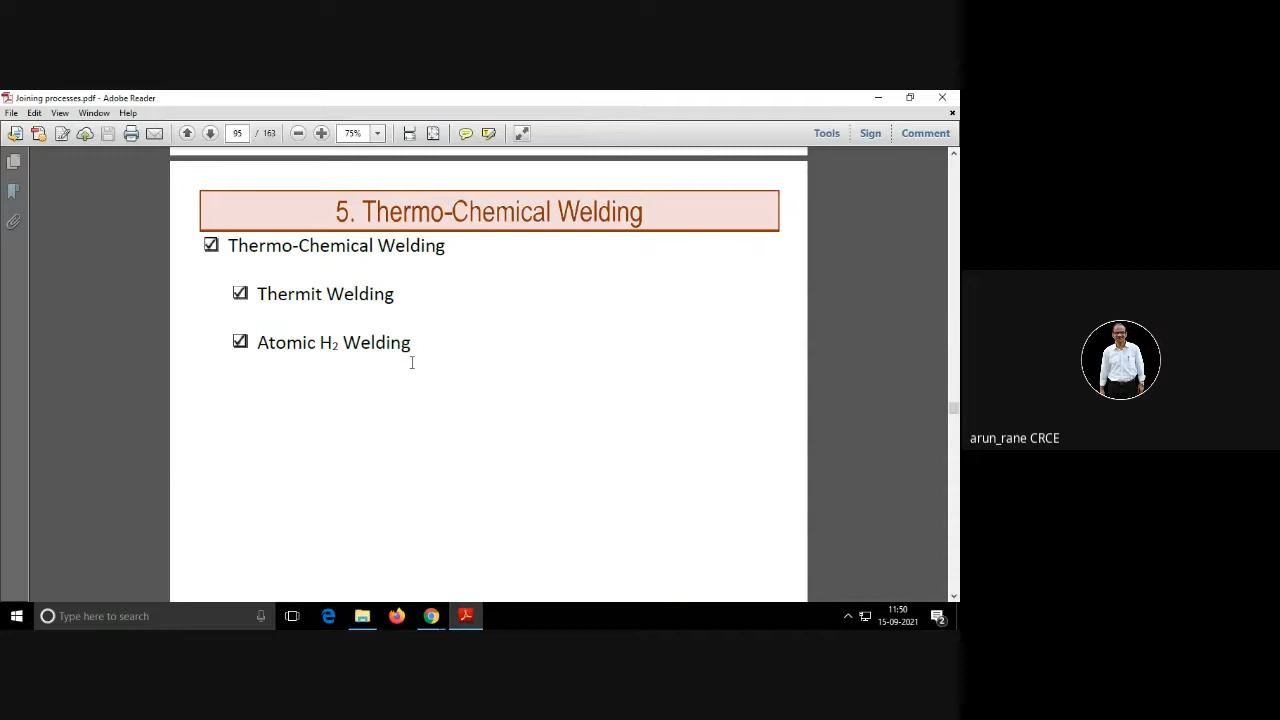 Joining processes.pdf - Adobe Reader
File Edit View Window Help
95 / 163 75% Tools Sign Comment
5. Thermo-Chemical Welding
Thermo-Chemical Welding
Thermit Welding
Atomic H₂ Welding
arun_rane CRCE
Type here to search
11:50
15-09-2021
2